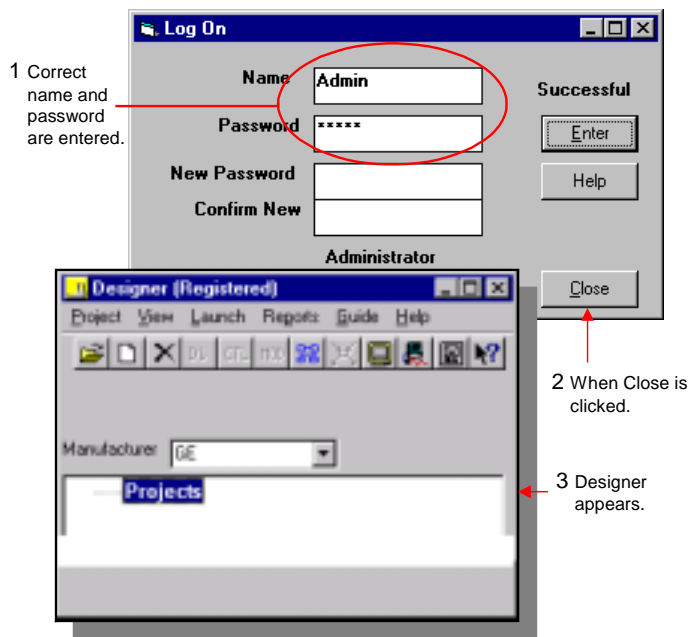 Log On
1 Correct
name and
password
are entered.
Name Admin
Password *****
New Password
Confirm New
Administrator
Successful
Enter
Help
Close
Designer (Registered)
Project View Launch Reports Guide Help
CTL
Manufacturer GE
Projects
2 When Close is
clicked.
3 Designer
appears.